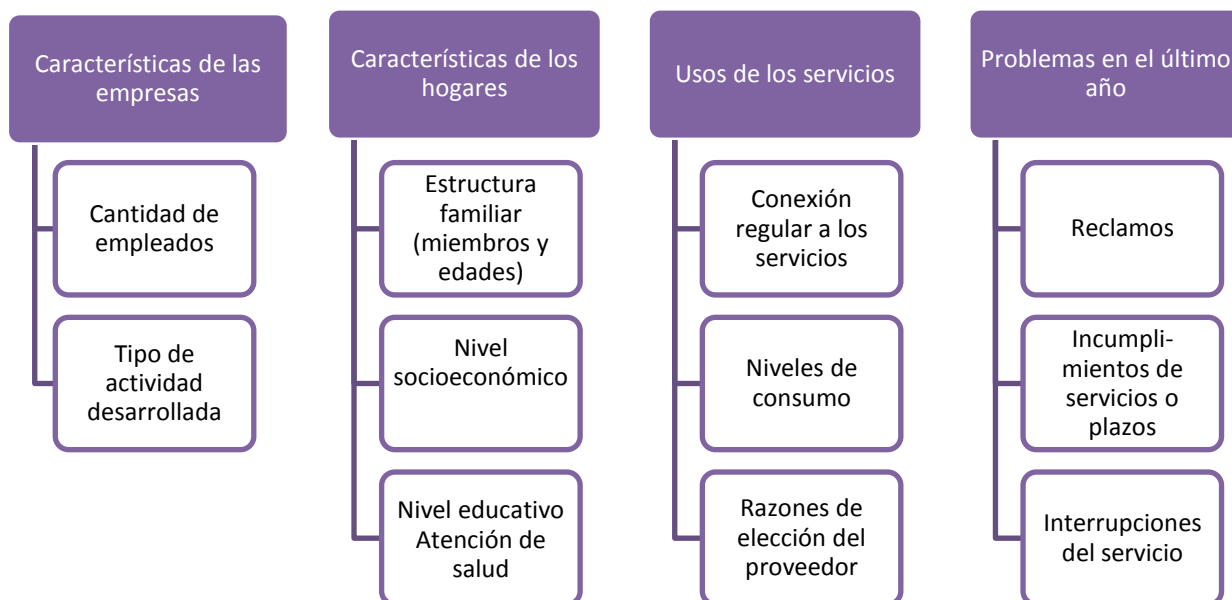 Características de las
empresas
Cantidad de
empleados
Tipo de
actividad
desarrollada
Características de los
hogares
Estructura
familiar
(miembros y
edades)
Nivel
socioeconómico
Nivel educativo
Atención de
salud
Usos de los servicios
Conexión
regular a los
servicios
Niveles de
consumo
Razones de
elección del
proveedor
Problemas en el último
año
Reclamos
Incumpli-
mientos de
servicios o
plazos
Interrupciones
del servicio